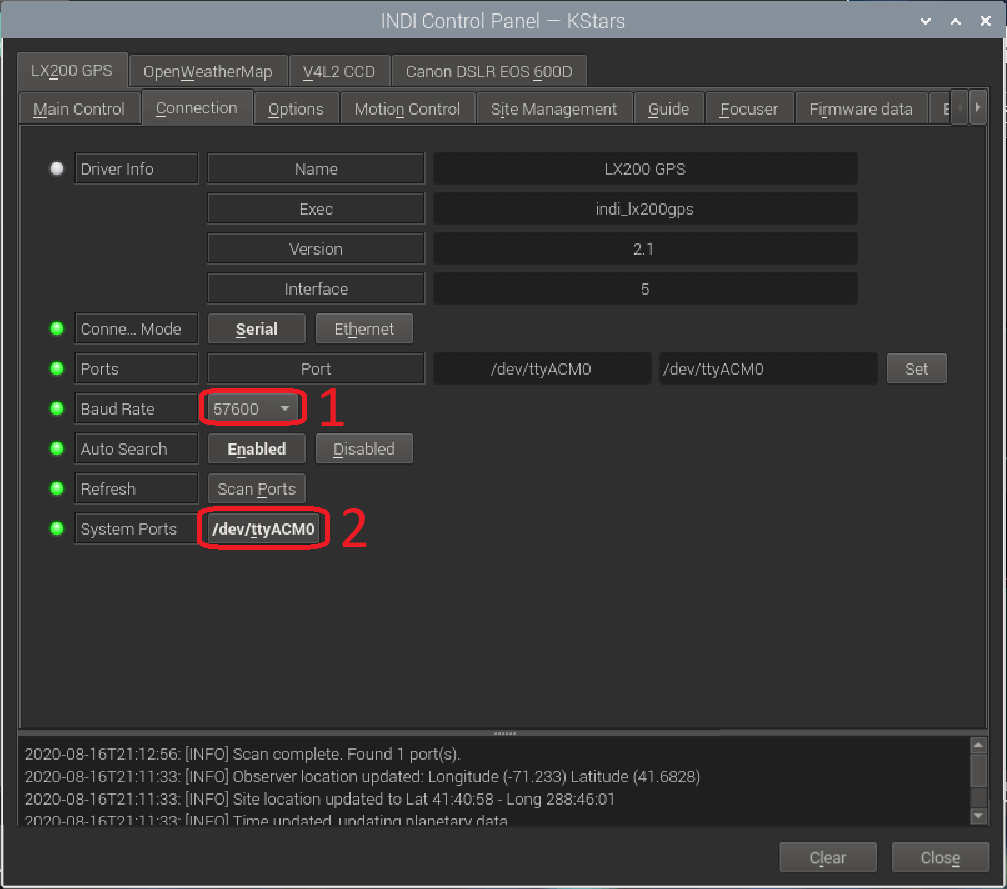 INDI Control Panel — KStars
LX200 GPS OpenWeatherMap V4L2 CCD Canon DSLR EOS 600D
Main Control Connection Options Motion Control Site Management Guide Focuser Firmware data
Driver Info Name LX200 GPS
Exec indi_lx200gps
Version 2.1
Interface 5
Conne... Mode Serial Ethernet
Ports Port /dev/ttyACM0 /dev/ttyACM0 Set
Baud Rate 57600 1
Auto Search Enabled Disabled
Refresh Scan Ports
System Ports /dev/ttyACM0 2
2020-08-16T21:12:56: [INFO] Scan complete. Found 1 port(s).
2020-08-16T21:11:33: [INFO] Observer location updated: Longitude (-71.233) Latitude (41.6828)
2020-08-16T21:11:33: [INFO] Site location updated to Lat 41:40:58 - Long 288:46:01
2020-08-16T21:11:33: [INFO] Time updated, updating planetary data
Clear Close